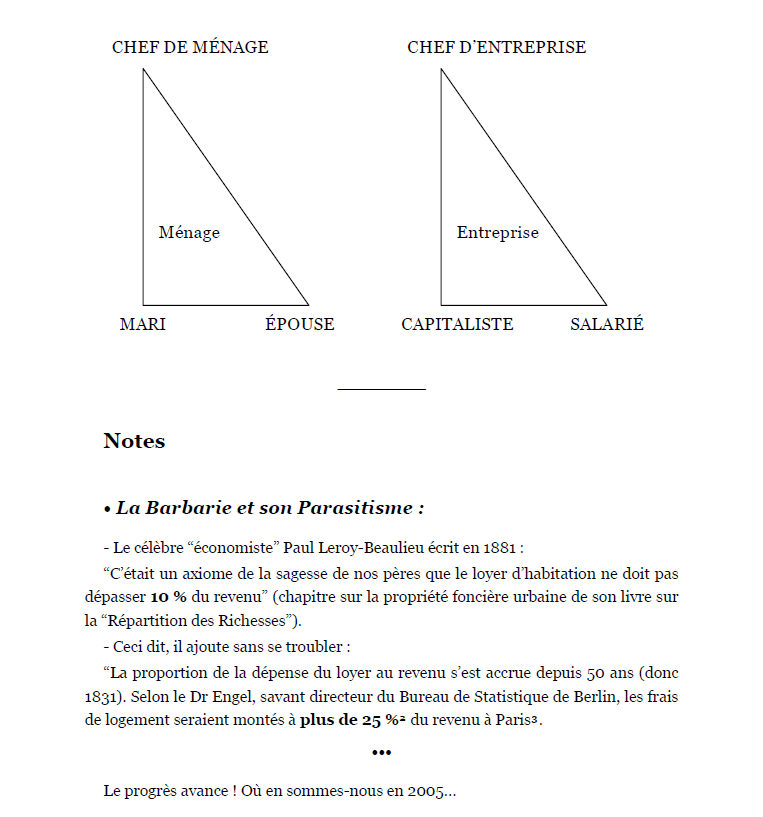 CHEF DE MÉNAGE
CHEF D’ENTREPRISE
Ménage
Entreprise
MARI
ÉPOUSE
CAPITALISTE
SALARIÉ
Notes
• La Barbarie et son Parasitisme :
- Le célèbre “économiste” Paul Leroy-Beaulieu écrit en 1881 :
“C’était un axiome de la sagesse de nos pères que le loyer d’habitation ne doit pas
dépasser 10 % du revenu” (chapitre sur la propriété foncière urbaine de son livre sur
la “Répartition des Richesses”).
- Ceci dit, il ajoute sans se troubler :
“La proportion de la dépense du loyer au revenu s’est accrue depuis 50 ans (donc
1831). Selon le Dr Engel, savant directeur du Bureau de Statistique de Berlin, les frais
de logement seraient montés à plus de 25 %² du revenu à Paris³.
•••
Le progrès avance ! Où en sommes-nous en 2005…